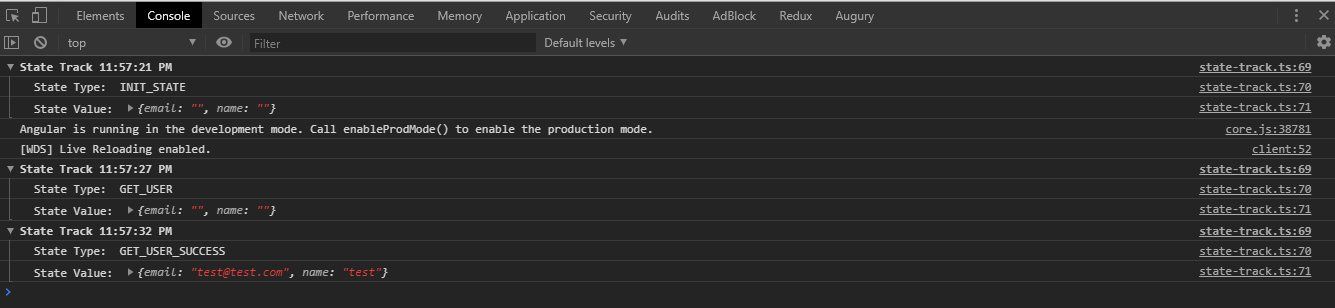 Elements Console Sources Network Performance Memory Application Security Audits AdBlock Redux Augury
top Filter Default levels
State Track 11:57:21 PM state-track.ts:69
State Type: INIT_STATE state-track.ts:70
State Value: {email: "", name: ""} state-track.ts:71
Angular is running in the development mode. Call enableProdMode() to enable the production mode. core.js:38781
[WDS] Live Reloading enabled. client:52
State Track 11:57:27 PM state-track.ts:69
State Type: GET_USER state-track.ts:70
State Value: {email: "", name: ""} state-track.ts:71
State Track 11:57:32 PM state-track.ts:69
State Type: GET_USER_SUCCESS state-track.ts:70
State Value: {email: "test@test.com", name: "test"} state-track.ts:71